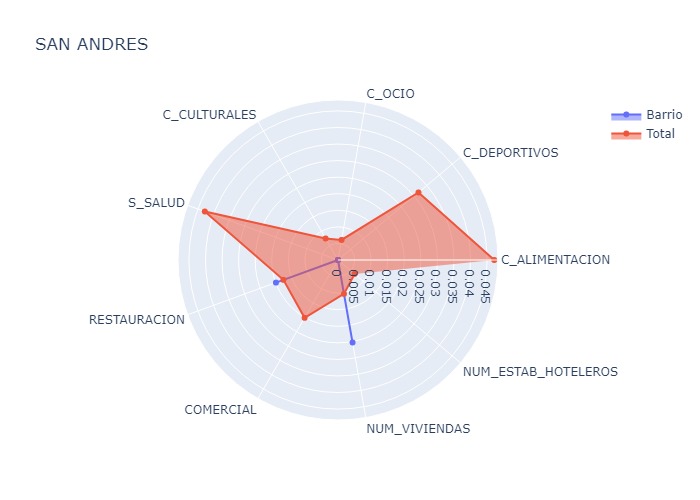 SAN ANDRES
C_OCIO
C_CULTURALES
Barrio
Total
C_DEPORTIVOS
S_SALUD
C_ALIMENTACION
0
0.005
0.01
0.015
0.02
0.025
0.03
0.035
0.04
0.045
RESTAURACION
NUM_ESTAB_HOTELEROS
COMERCIAL
NUM_VIVIENDAS